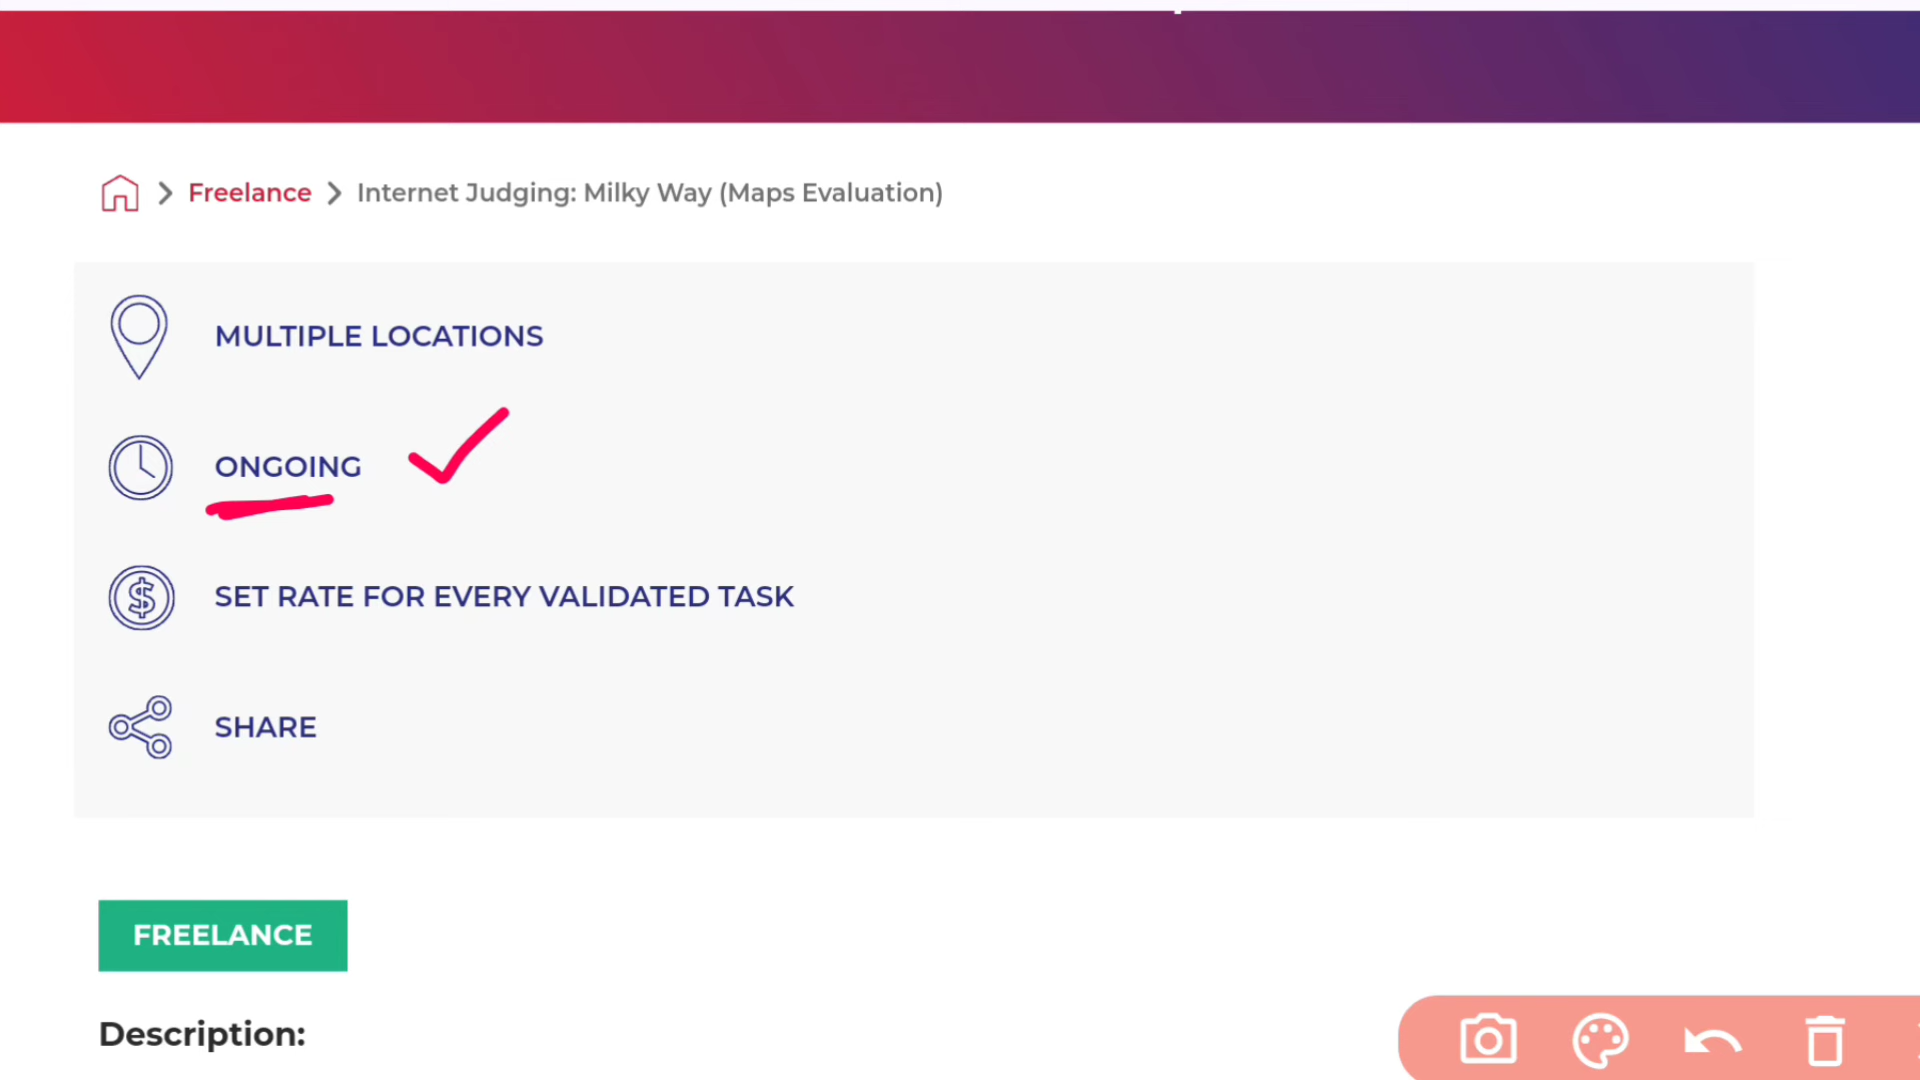 Freelance Internet Judging: Milky Way (Maps Evaluation)
MULTIPLE LOCATIONS
ONGOING
SET RATE FOR EVERY VALIDATED TASK
SHARE
FREELANCE
Description: